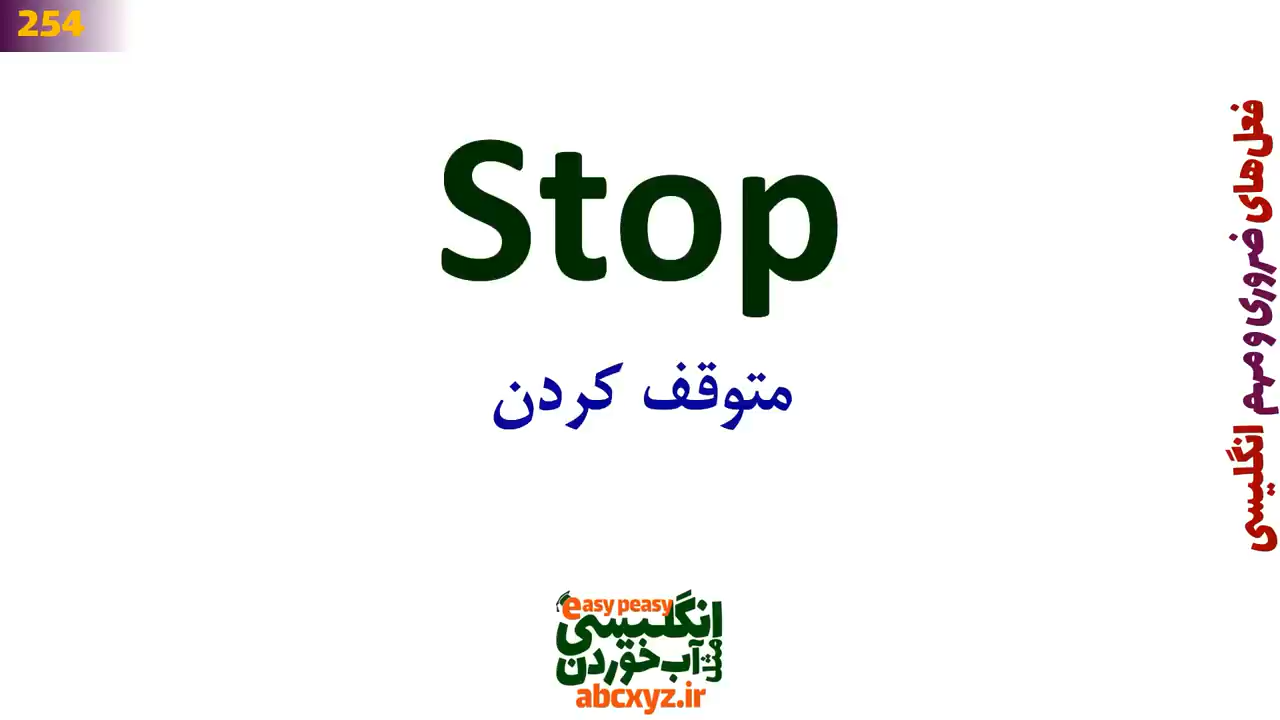 254
Stop
متوقف کردن
فعل‌های ضروری و مهم انگلیسی
easy peasy
انگلیسی
مثل آب خوردن
abcxyz.ir